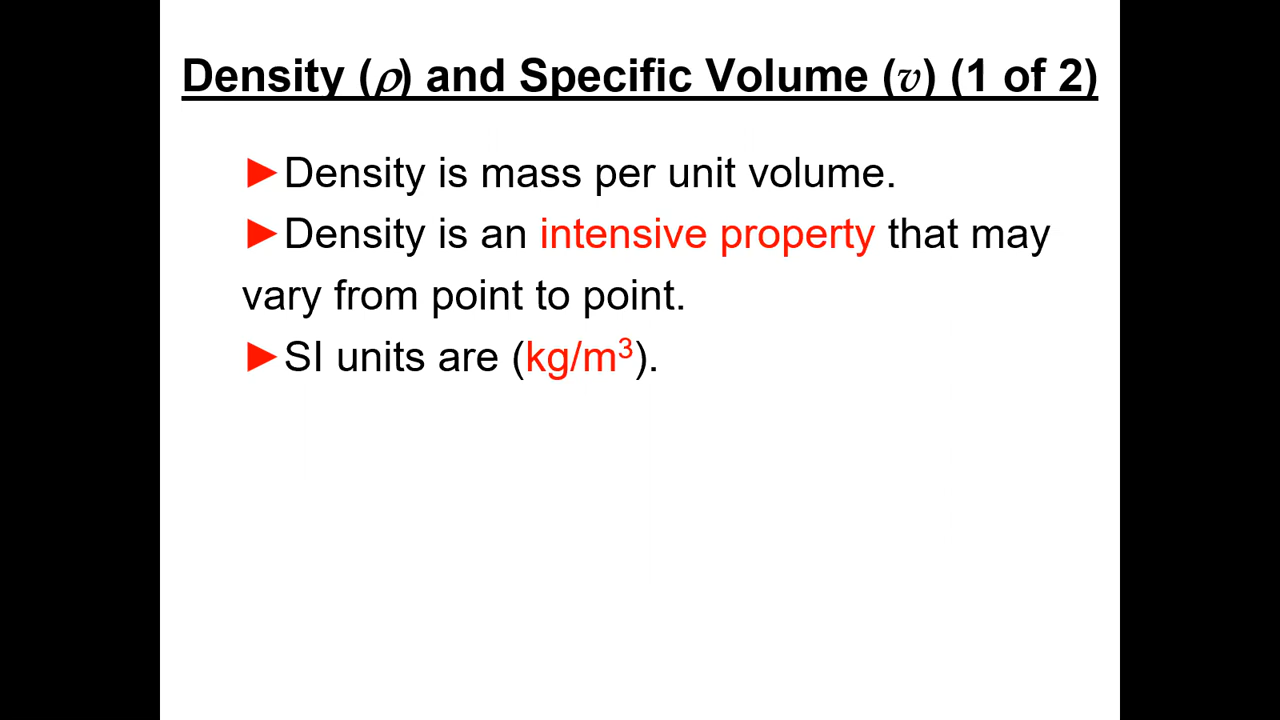 Density (ρ) and Specific Volume (v) (1 of 2)
►Density is mass per unit volume.
►Density is an intensive property that may
vary from point to point.
►SI units are (kg/m³).